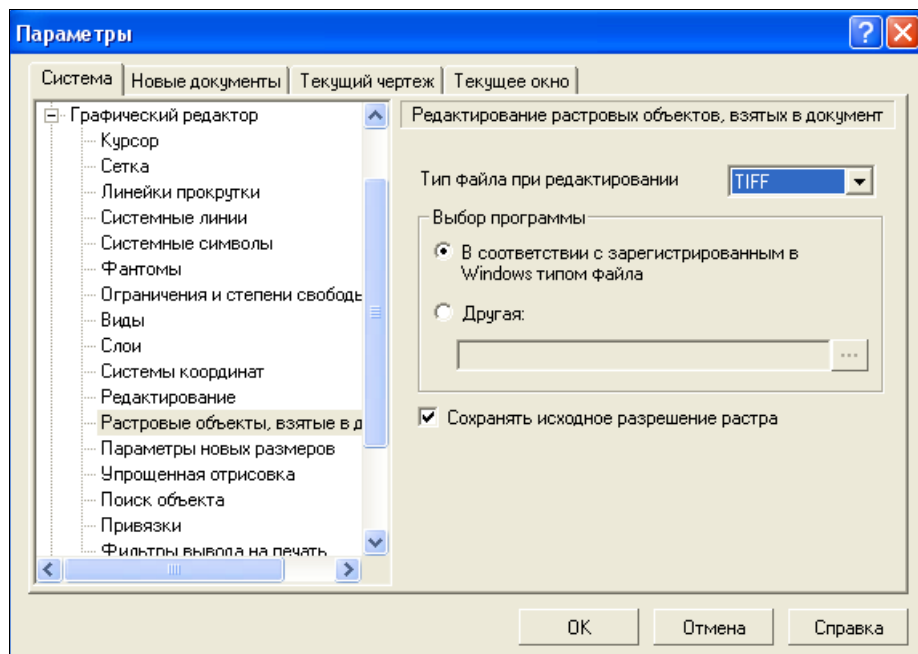 Параметры
Система
Новые документы
Текущий чертеж
Текущее окно
Графический редактор
Курсор
Сетка
Линейки прокрутки
Системные линии
Системные символы
Фантомы
Ограничения и степени свободы
Виды
Слои
Системы координат
Редактирование
Растровые объекты, взятые в д
Параметры новых размеров
Упрощенная отрисовка
Поиск объекта
Привязки
Фильтры вывода на печать
Редактирование растровых объектов, взятых в документ
Тип файла при редактировании
TIFF
Выбор программы
В соответствии с зарегистрированным в
Windows типом файла
Другая:
...
Сохранять исходное разрешение растра
OK
Отмена
Справка